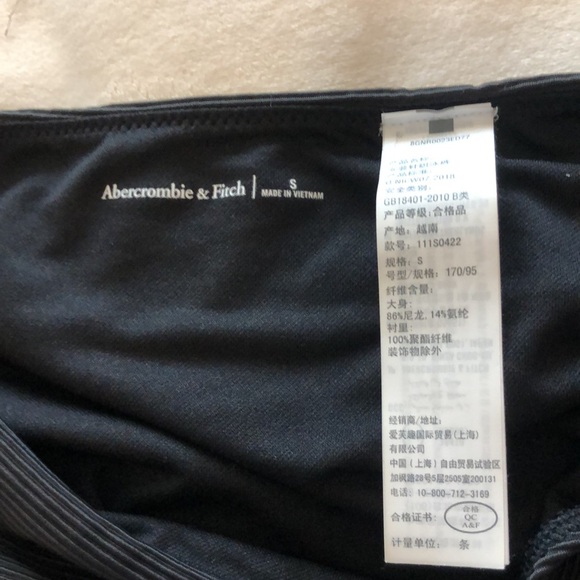 Abercrombie & Fitch
S
MADE IN VIETNAM
产品名称:
GB18401-2010 B类
产品等级: 合格品
产地: 越南
款号: 111S0422
规格: S
号型/规格: 170/95
纤维含量:
大身:
86%尼龙, 14%氨纶
衬里:
100%聚酯纤维
装饰物除外
经销商/地址:
爱芙趣国际贸易(上海)
有限公司
中国 (上海) 自由贸易试验区
加枫路28号5层2505室200131
电话: 10-800-712-3169
合格证书:
合格
QC
A&F
计量单位: 条